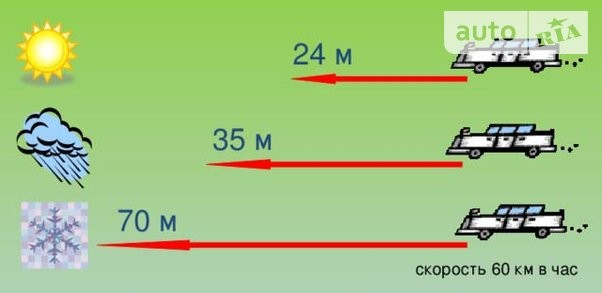 auto
RIA
24 м
35 м
70 м
скорость 60 км в час